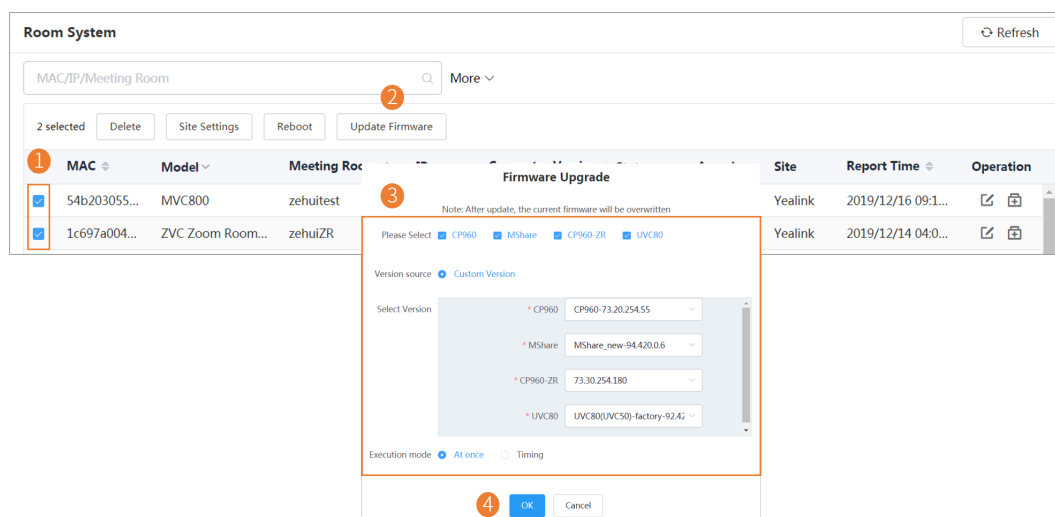 Room System
Refresh
MAC/IP/Meeting Room
More
2
2 selected Delete Site Settings Reboot Update Firmware
1
MAC Model Meeting Site Report Time Operation
54b203055... MVC800 zehuitest Yealink 2019/12/16 09:1...
1c697a004... ZVC Zoom Room... zehuiZR Yealink 2019/12/14 04:0...
Firmware Upgrade
3
Note: After update, the current firmware will be overwritten
Please Select CP960 MShare CP960-ZR UVC80
Version source Custom Version
Select Version * CP960 CP960-73.20.254.55
* MShare MShare_new-94.420.0.6
* CP960-ZR 73.30.254.180
* UVC80 UVC80(UVC50)-factory-92.42
Execution mode At once Timing
4 OK Cancel